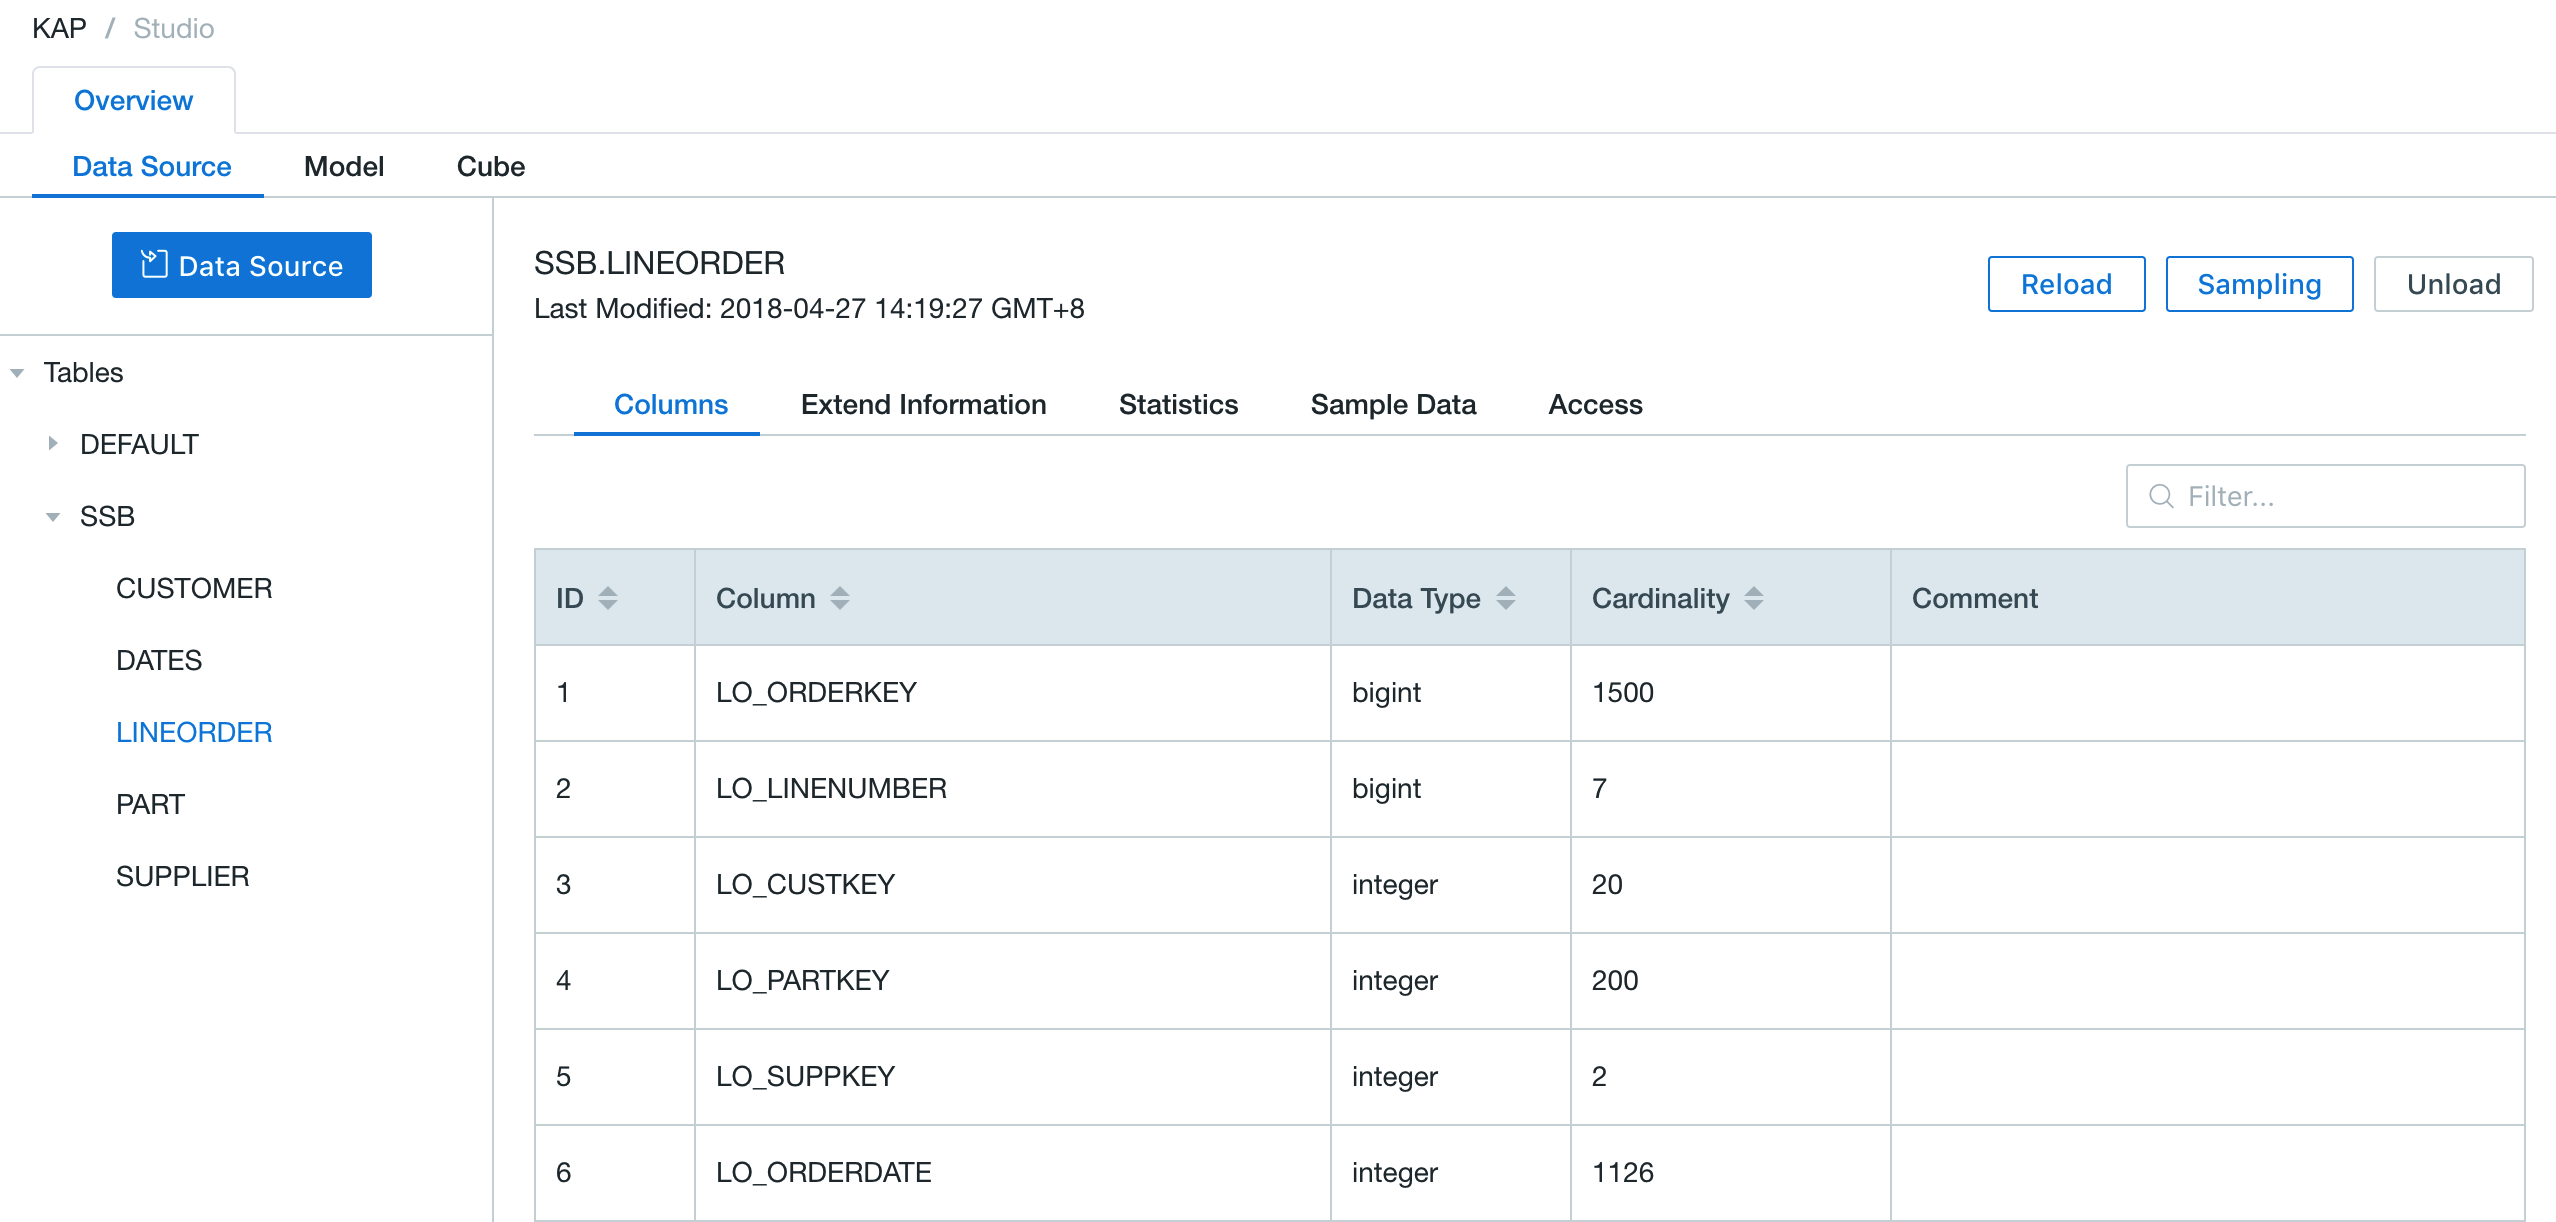 KAP / Studio
Overview
Data Source Model Cube
Data Source
Tables
DEFAULT
SSB
CUSTOMER
DATES
LINEORDER
PART
SUPPLIER
SSB.LINEORDER
Last Modified: 2018-04-27 14:19:27 GMT+8
Reload Sampling Unload
Columns Extend Information Statistics Sample Data Access
Filter...
ID Column Data Type Cardinality Comment
1 LO_ORDERKEY bigint 1500
2 LO_LINENUMBER bigint 7
3 LO_CUSTKEY integer 20
4 LO_PARTKEY integer 200
5 LO_SUPPKEY integer 2
6 LO_ORDERDATE integer 1126